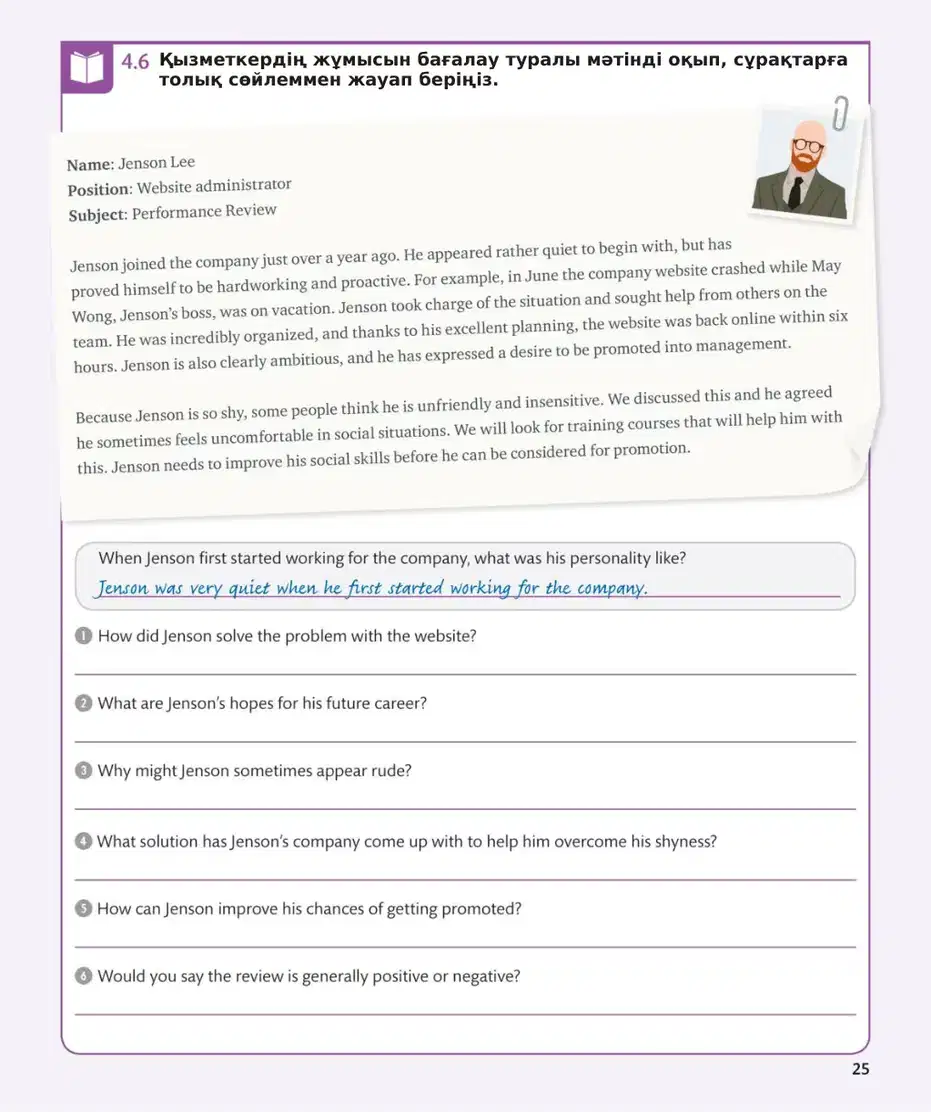 4.6 Қызметкердің жұмысын бағалау туралы мәтінді оқып, сұрақтарға
толық сөйлеммен жауап беріңіз.
Name: Jenson Lee
Position: Website administrator
Subject: Performance Review
Jenson joined the company just over a year ago. He appeared rather quiet to begin with, but has
proved himself to be hardworking and proactive. For example, in June the company website crashed while May
Wong, Jenson’s boss, was on vacation. Jenson took charge of the situation and sought help from others on the
team. He was incredibly organized, and thanks to his excellent planning, the website was back online within six
hours. Jenson is also clearly ambitious, and he has expressed a desire to be promoted into management.
Because Jenson is so shy, some people think he is unfriendly and insensitive. We discussed this and he agreed
he sometimes feels uncomfortable in social situations. We will look for training courses that will help him with
this. Jenson needs to improve his social skills before he can be considered for promotion.
When Jenson first started working for the company, what was his personality like?
Jenson was very quiet when he first started working for the company.
1 How did Jenson solve the problem with the website?
2 What are Jenson’s hopes for his future career?
3 Why might Jenson sometimes appear rude?
4 What solution has Jenson’s company come up with to help him overcome his shyness?
5 How can Jenson improve his chances of getting promoted?
6 Would you say the review is generally positive or negative?
25